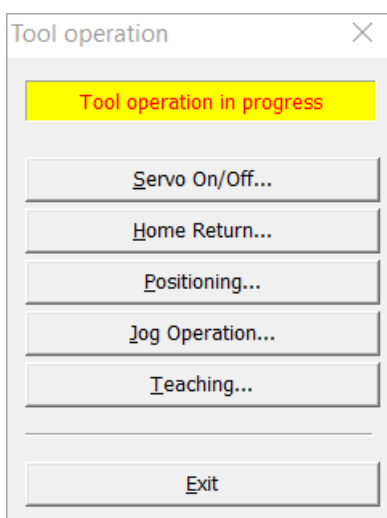 Tool operation
Tool operation in progress
Servo On/Off...
Home Return...
Positioning...
Jog Operation...
Teaching...
Exit